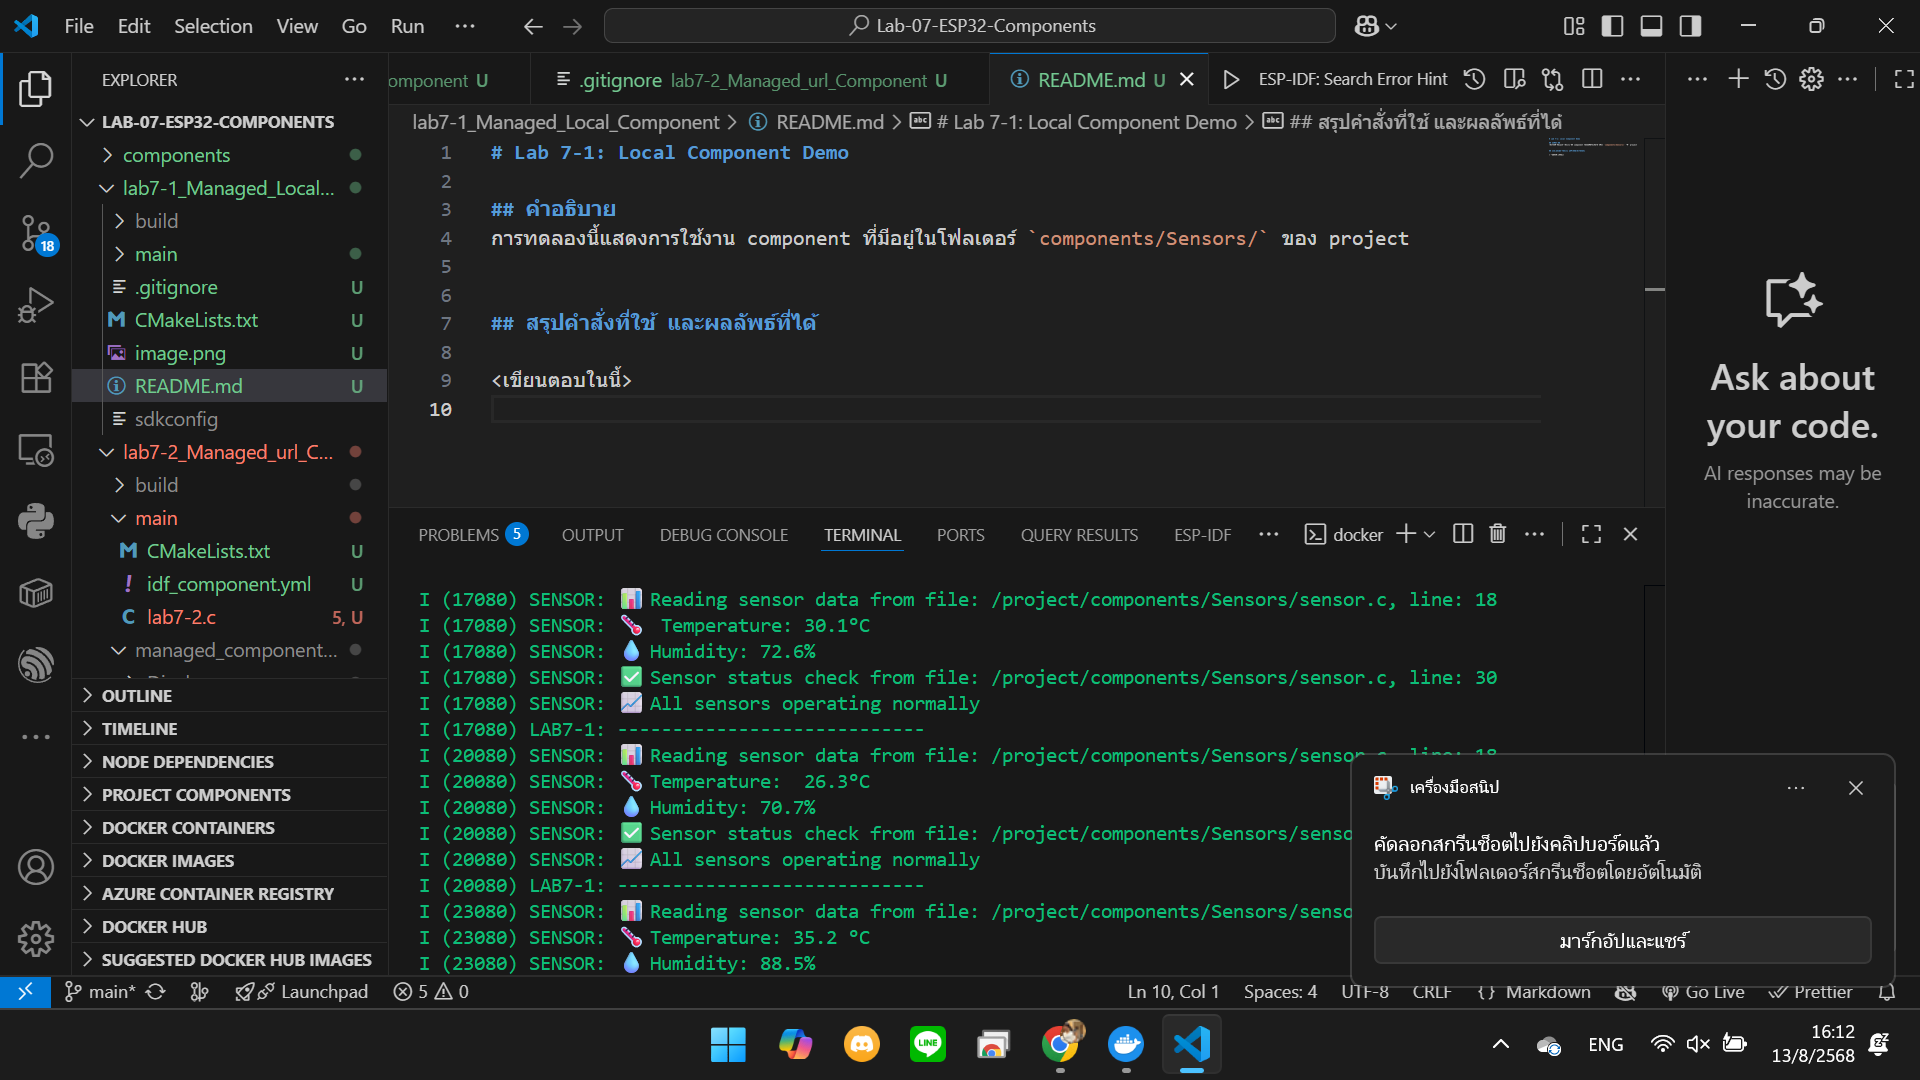 File Edit Selection View Go Run ···
Lab-07-ESP32-Components
EXPLORER
LAB-07-ESP32-COMPONENTS
components
lab7-1_Managed_Local...
build
main
.gitignore U
CMakeLists.txt U
image.png U
README.md U
sdkconfig
lab7-2_Managed_url_C...
build
main
CMakeLists.txt U
idf_component.yml U
lab7-2.c 5, U
managed_component...
OUTLINE
TIMELINE
NODE DEPENDENCIES
PROJECT COMPONENTS
DOCKER CONTAINERS
DOCKER IMAGES
AZURE CONTAINER REGISTRY
DOCKER HUB
SUGGESTED DOCKER HUB IMAGES
18
omponent U
.gitignore lab7-2_Managed_url_Component U
README.md U
ESP-IDF: Search Error Hint
lab7-1_Managed_Local_Component > README.md > # Lab 7-1: Local Component Demo > ## สรุปคำสั่งที่ใช้ และผลลัพธ์ที่ได้
1 # Lab 7-1: Local Component Demo
2
3 ## คำอธิบาย
4 การทดลองนี้แสดงการใช้งาน component ที่มีอยู่ในโฟลเดอร์ `components/Sensors/` ของ project
5
6
7 ## สรุปคำสั่งที่ใช้ และผลลัพธ์ที่ได้
8
9 <เขียนตอบในนี้>
10
PROBLEMS 5 OUTPUT DEBUG CONSOLE TERMINAL PORTS QUERY RESULTS ESP-IDF ··· docker
I (17080) SENSOR: 📊 Reading sensor data from file: /project/components/Sensors/sensor.c, line: 18
I (17080) SENSOR: 🌡️ Temperature: 30.1°C
I (17080) SENSOR: 💧 Humidity: 72.6%
I (17080) SENSOR: ✅ Sensor status check from file: /project/components/Sensors/sensor.c, line: 30
I (17080) SENSOR: 📈 All sensors operating normally
I (17080) LAB7-1: ----------------------------
I (20080) SENSOR: 📊 Reading sensor data from file: /project/components/Sensors/sensor.c, line: 18
I (20080) SENSOR: 🌡️ Temperature: 26.3°C
I (20080) SENSOR: 💧 Humidity: 70.7%
I (20080) SENSOR: ✅ Sensor status check from file: /project/components/Sensors/senso
I (20080) SENSOR: 📈 All sensors operating normally
I (20080) LAB7-1: ----------------------------
I (23080) SENSOR: 📊 Reading sensor data from file: /project/components/Sensors/senso
I (23080) SENSOR: 🌡️ Temperature: 35.2 °C
I (23080) SENSOR: 💧 Humidity: 88.5%
Ask about
your code.
AI responses may be
inaccurate.
เครื่องมือสนิป
คัดลอกสกรีนช็อตไปยังคลิปบอร์ดแล้ว
บันทึกไปยังโฟลเดอร์สกรีนช็อตโดยอัตโนมัติ
มาร์กอัปและแชร์
main* Launchpad 5 0 Ln 10, Col 1 Spaces: 4 UTF-8 CRLF {} Markdown Go Live Prettier
LINE
ENG
16:12
13/8/2568